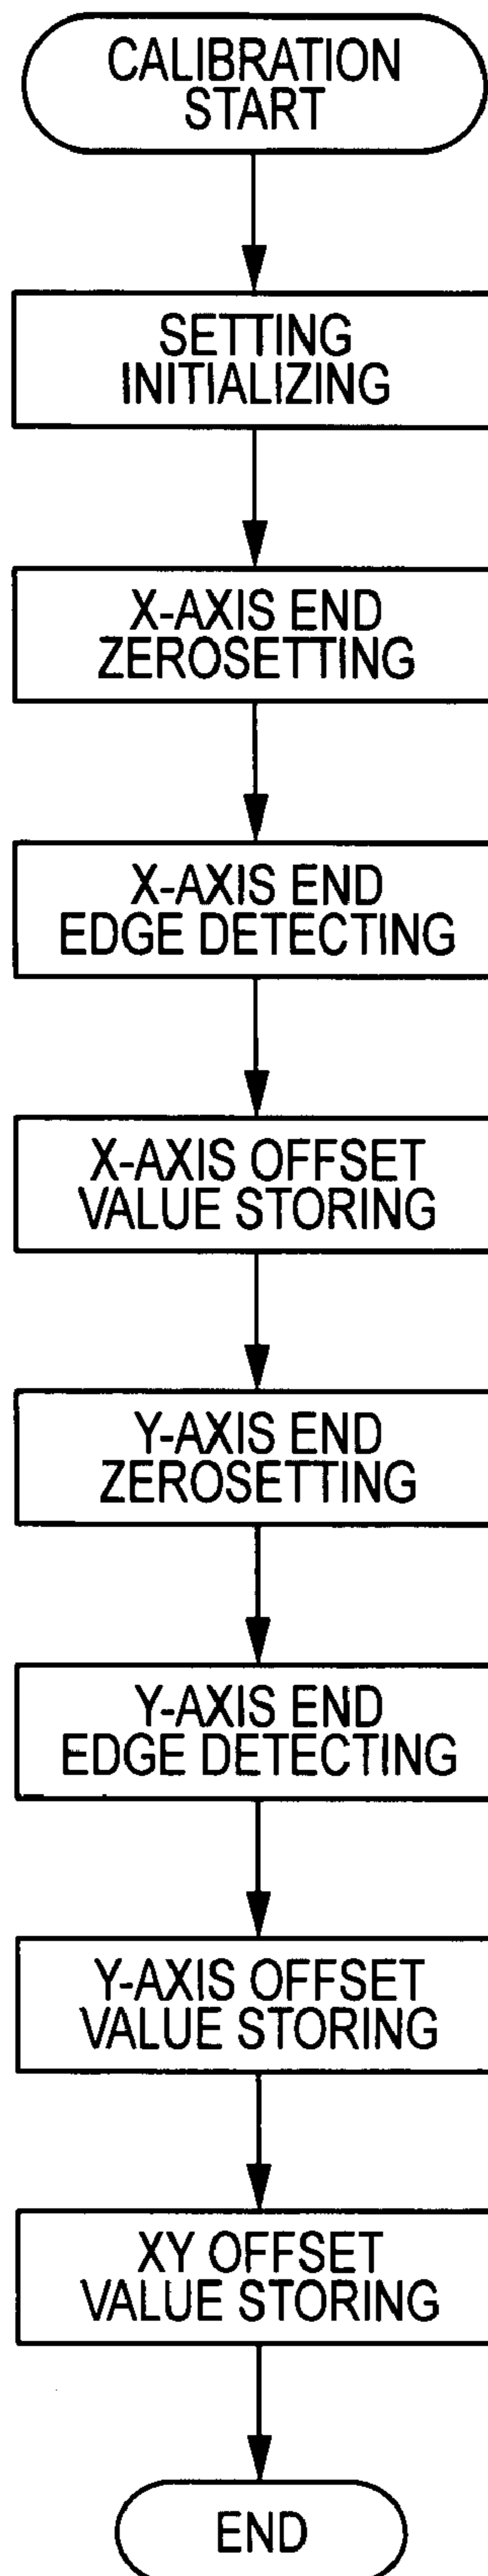 CALIBRATION
START
SETTING
INITIALIZING
X-AXIS END
ZEROSETTING
X-AXIS END
EDGE DETECTING
X-AXIS OFFSET
VALUE STORING
Y-AXIS END
ZEROSETTING
Y-AXIS END
EDGE DETECTING
Y-AXIS OFFSET
VALUE STORING
XY OFFSET
VALUE STORING
END